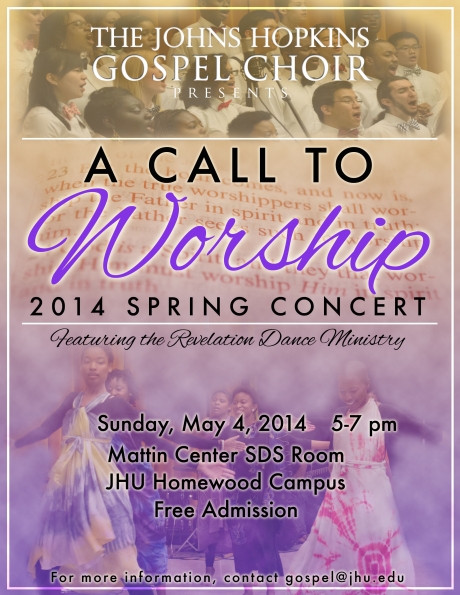 THE JOHNS HOPKINS
GOSPEL CHOIR
PRESENTS
A CALL TO
Worship
2014 SPRING CONCERT
Featuring the Revelation Dance Ministry
Sunday, May 4, 2014 5-7 pm
Mattin Center SDS Room
JHU Homewood Campus
Free Admission
For more information, contact gospel@jhu.edu